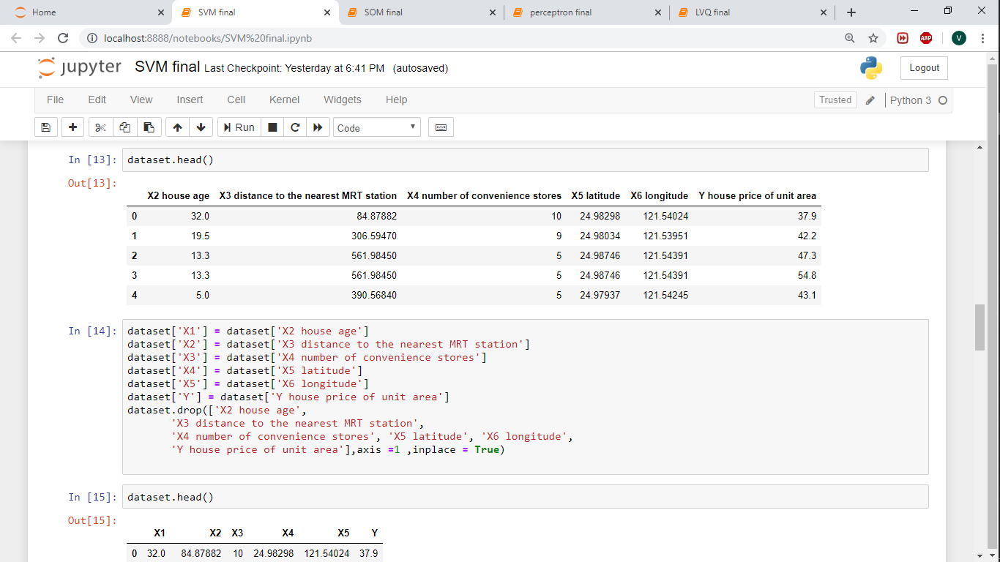 Home SVM final SOM final perceptron final LVQ final
localhost:8888/notebooks/SVM%20final.ipynb ABP V
jupyter SVM final Last Checkpoint: Yesterday at 6:41 PM (autosaved) Logout
File Edit View Insert Cell Kernel Widgets Help Trusted Python 3
Run Code
In [13]: dataset.head()
Out[13]:
X2 house age X3 distance to the nearest MRT station X4 number of convenience stores X5 latitude X6 longitude Y house price of unit area
0 32.0 84.87882 10 24.98298 121.54024 37.9
1 19.5 306.59470 9 24.98034 121.53951 42.2
2 13.3 561.98450 5 24.98746 121.54391 47.3
3 13.3 561.98450 5 24.98746 121.54391 54.8
4 5.0 390.56840 5 24.97937 121.54245 43.1
In [14]: dataset['X1'] = dataset['X2 house age']
dataset['X2'] = dataset['X3 distance to the nearest MRT station']
dataset['X3'] = dataset['X4 number of convenience stores']
dataset['X4'] = dataset['X5 latitude']
dataset['X5'] = dataset['X6 longitude']
dataset['Y'] = dataset['Y house price of unit area']
dataset.drop(['X2 house age',
'X3 distance to the nearest MRT station',
'X4 number of convenience stores', 'X5 latitude', 'X6 longitude',
'Y house price of unit area'],axis =1 ,inplace = True)
In [15]: dataset.head()
Out[15]:
X1 X2 X3 X4 X5 Y
0 32.0 84.87882 10 24.98298 121.54024 37.9